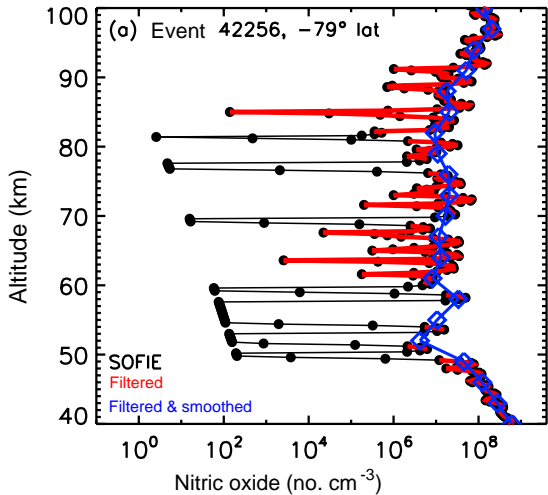 (a) Event 42256, −79° lat
100
90
80
70
60
50
40
Altitude (km)
SOFIE
Filtered
Filtered & smoothed
10^0 10^2 10^4 10^6 10^8
Nitric oxide (no. cm^-3)